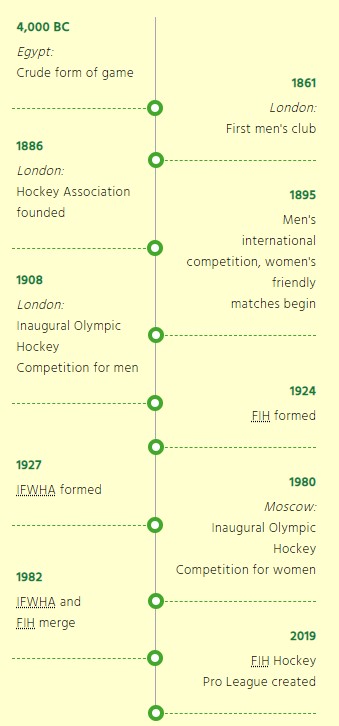 4,000 BC
Egypt:
Crude form of game
1861
London:
First men's club
1886
London:
Hockey Association
founded
1895
Men's
international
competition, women's
friendly
matches begin
1908
London:
Inaugural Olympic
Hockey
Competition for men
1924
FIH formed
1927
IFWHA formed
1980
Moscow:
Inaugural Olympic
Hockey
Competition for women
1982
IFWHA and
FIH merge
2019
FIH Hockey
Pro League created